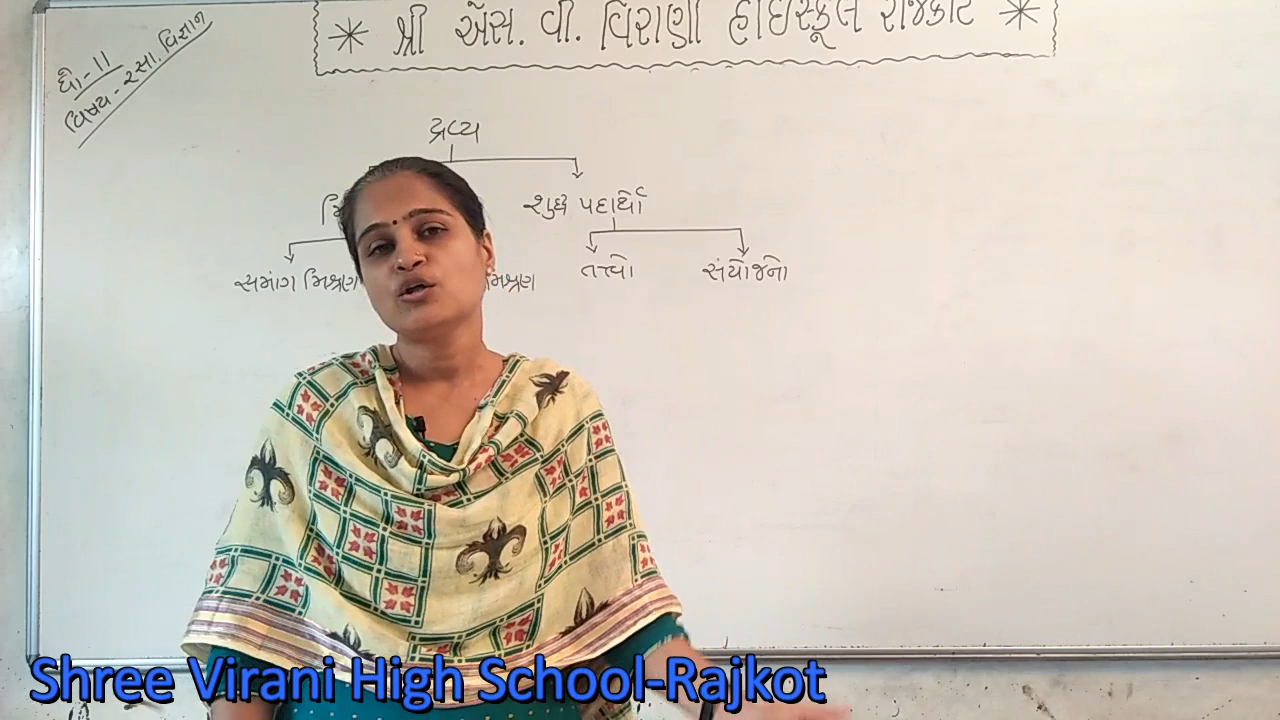 * શ્રી એસ. વી. વિરાણી હાઈસ્કૂલ રાજકોટ *
ધો-11
વિષય - રસા. વિજ્ઞાન
દ્રવ્ય
શુદ્ધ પદાર્થો
સમાંગ મિશ્રણ મિશ્રણ તત્ત્વો સંયોજનો
Shree Virani High School-Rajkot